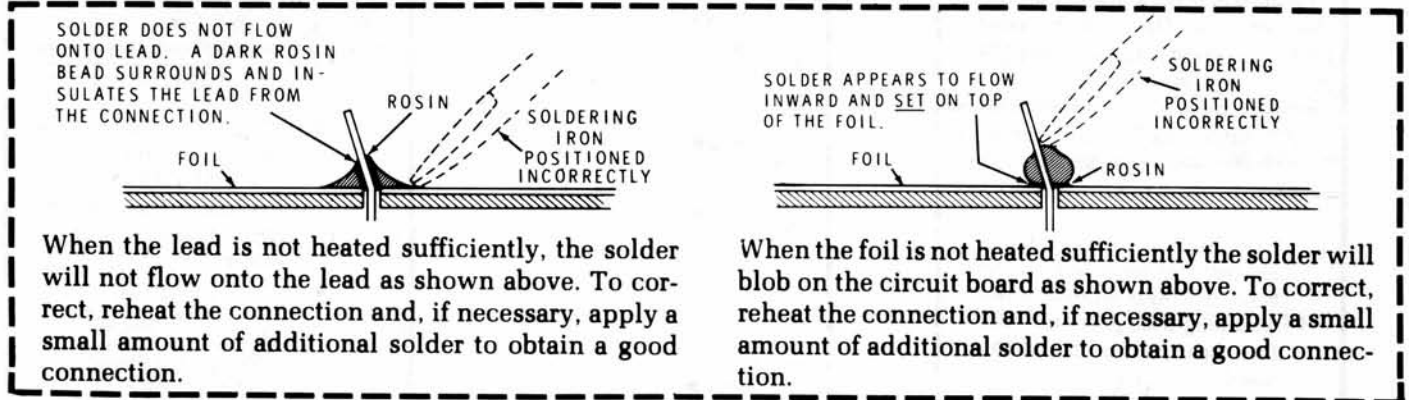 SOLDER DOES NOT FLOW
ONTO LEAD. A DARK ROSIN
BEAD SURROUNDS AND IN-
SULATES THE LEAD FROM
THE CONNECTION.
ROSIN
SOLDERING
IRON
POSITIONED
INCORRECTLY
FOIL
When the lead is not heated sufficiently, the solder
will not flow onto the lead as shown above. To cor-
rect, reheat the connection and, if necessary, apply a
small amount of additional solder to obtain a good
connection.
SOLDER APPEARS TO FLOW
INWARD AND SET ON TOP
OF THE FOIL.
SOLDERING
IRON
POSITIONED
INCORRECTLY
FOIL
ROSIN
When the foil is not heated sufficiently the solder will
blob on the circuit board as shown above. To correct,
reheat the connection and, if necessary, apply a small
amount of additional solder to obtain a good connec-
tion.